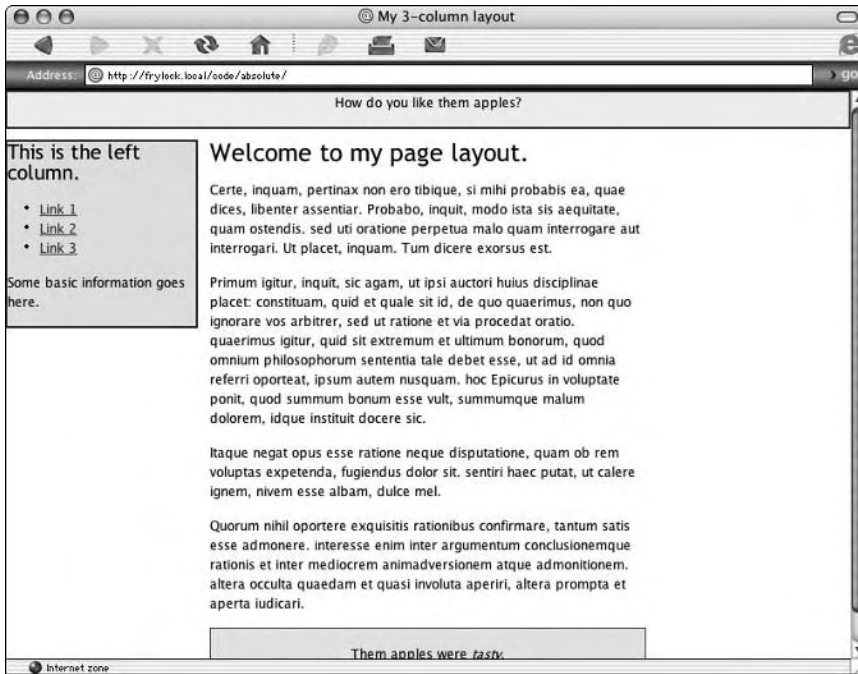 My 3-column layout
Address: http://frylock.local/code/absolute/
go
How do you like them apples?
This is the left
column.
• Link 1
• Link 2
• Link 3
Some basic information goes
here.
Welcome to my page layout.
Certe, inquam, pertinax non ero tibique, si mihi probabis ea, quae
dices, libenter assentiar. Probabo, inquit, modo ista sis aequitate,
quam ostendis. sed uti oratione perpetua malo quam interrogare aut
interrogari. Ut placet, inquam. Tum dicere exorsus est.
Primum igitur, inquit, sic agam, ut ipsi auctori huius disciplinae
placet: constituam, quid et quale sit id, de quo quaerimus, non quo
ignorare vos arbitrer, sed ut ratione et via procedat oratio.
quaerimus igitur, quid sit extremum et ultimum bonorum, quod
omnium philosophorum sententia tale debet esse, ut ad id omnia
referri oporteat, ipsum autem nusquam. hoc Epicurus in voluptate
ponit, quod summum bonum esse vult, summumque malum
dolorem, idque instituit docere sic.
Itaque negat opus esse ratione neque disputatione, quam ob rem
voluptas expetenda, fugiendus dolor sit. sentiri haec putat, ut calere
ignem, nivem esse albam, dulce mel.
Quorum nihil oportere exquisitis rationibus confirmare, tantum satis
esse admonere. interesse enim inter argumentum conclusionemque
rationis et inter mediocrem animadversionem atque admonitionem.
altera occulta quaedam et quasi involuta aperiri, altera prompta et
aperta iudicari.
Them apples were tasty.
Internet zone